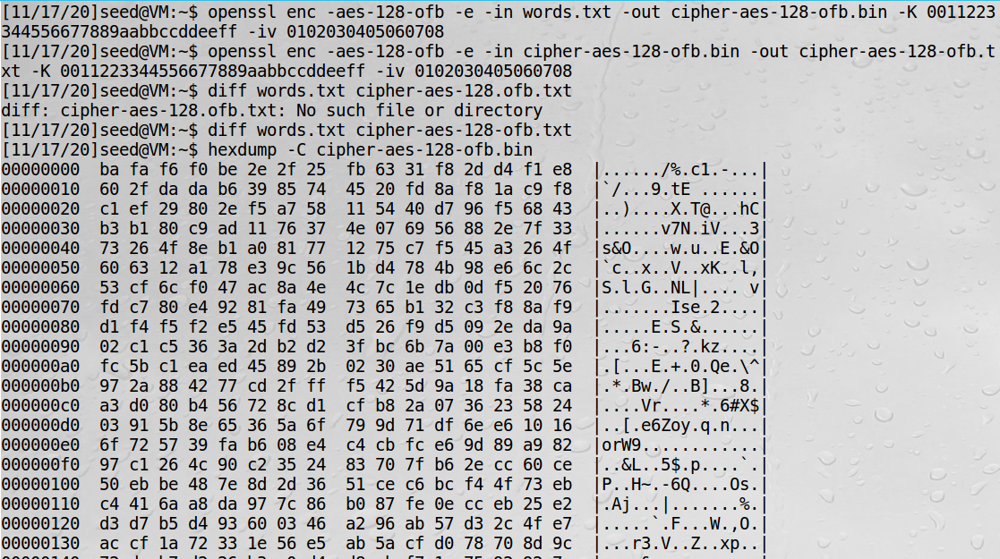 [11/17/20]seed@VM:~$ openssl enc -aes-128-ofb -e -in words.txt -out cipher-aes-128-ofb.bin -K 0011223
344556677889aabbccddeeff -iv 0102030405060708
[11/17/20]seed@VM:~$ openssl enc -aes-128-ofb -e -in cipher-aes-128-ofb.bin -out cipher-aes-128-ofb.t
xt -K 00112233445566778​89aabbccddeeff -iv 0102030405060708
[11/17/20]seed@VM:~$ diff words.txt cipher-aes-128.ofb.txt
diff: cipher-aes-128.ofb.txt: No such file or directory
[11/17/20]seed@VM:~$ diff words.txt cipher-aes-128-ofb.txt
[11/17/20]seed@VM:~$ hexdump -C cipher-aes-128-ofb.bin
00000000  ba fa f6 f0 be 2e 2f 25  fb 63 31 f8 2d d4 f1 e8  |....../%.c1.-...|
00000010  60 2f da da b6 39 85 74  45 20 fd 8a f8 1a c9 f8  |`/...9.tE ......|
00000020  c1 ef 29 80 2e f5 a7 58  11 54 40 d7 96 f5 68 43  |..)....X.T@...hC|
00000030  b3 b1 80 c9 ad 11 76 37  4e 07 69 56 88 2e 7f 33  |......v7N.iV...3|
00000040  73 26 4f 8e b1 a0 81 77  12 75 c7 f5 45 a3 26 4f  |s&O....w.u..E.&O|
00000050  60 63 12 a1 78 e3 9c 56  1b d4 78 4b 98 e6 6c 2c  |`c..x..V..xK..l,|
00000060  53 cf 6c f0 47 ac 8a 4e  4c 7c 1e db 0d f5 20 76  |S.l.G..NL|.... v|
00000070  fd c7 80 e4 92 81 fa 49  73 65 b1 32 c3 f8 8a f9  |.......Ise.2....|
00000080  d1 f4 f5 f2 e5 45 fd 53  d5 26 f9 d5 09 2e da 9a  |.....E.S.&......|
00000090  02 c1 c5 36 3a 2d b2 d2  3f bc 6b 7a 00 e3 b8 f0  |...6:-..?.kz....|
000000a0  fc 5b c1 ea ed 45 89 2b  02 30 ae 51 65 cf 5c 5e  |.[...E.+.0.Qe.\^|
000000b0  97 2a 88 42 77 cd 2f ff  f5 42 5d 9a 18 fa 38 ca  |.*.Bw./..B]...8.|
000000c0  a3 d0 80 b4 56 72 8c d1  cf b8 2a 07 36 23 58 24  |....Vr....*.6#X$|
000000d0  03 91 5b 8e 65 36 5a 6f  79 9d 71 df 6e e6 10 16  |..[.e6Zoy.q.n...|
000000e0  6f 72 57 39 fa b6 08 e4  c4 cb fc e6 9d 89 a9 82  |orW9............|
000000f0  97 c1 26 4c 90 c2 35 24  83 70 7f b6 2e cc 60 ce  |..&L..5$.p....`.|
00000100  50 eb be 48 7e 8d 2d 36  51 ce c6 bc f4 4f 73 eb  |P..H~.-6Q....Os.|
00000110  c4 41 6a a8 da 97 7c 86  b0 87 fe 0e cc eb 25 e2  |.Aj...|.......%.|
00000120  d3 d7 b5 d4 93 60 03 46  a2 96 ab 57 d3 2c 4f e7  |.....`.F...W.,O.|
00000130  ac cf 1a 72 33 1e 56 e5  ab 5a cf d0 78 70 8d 9c  |...r3.V..Z..xp..|